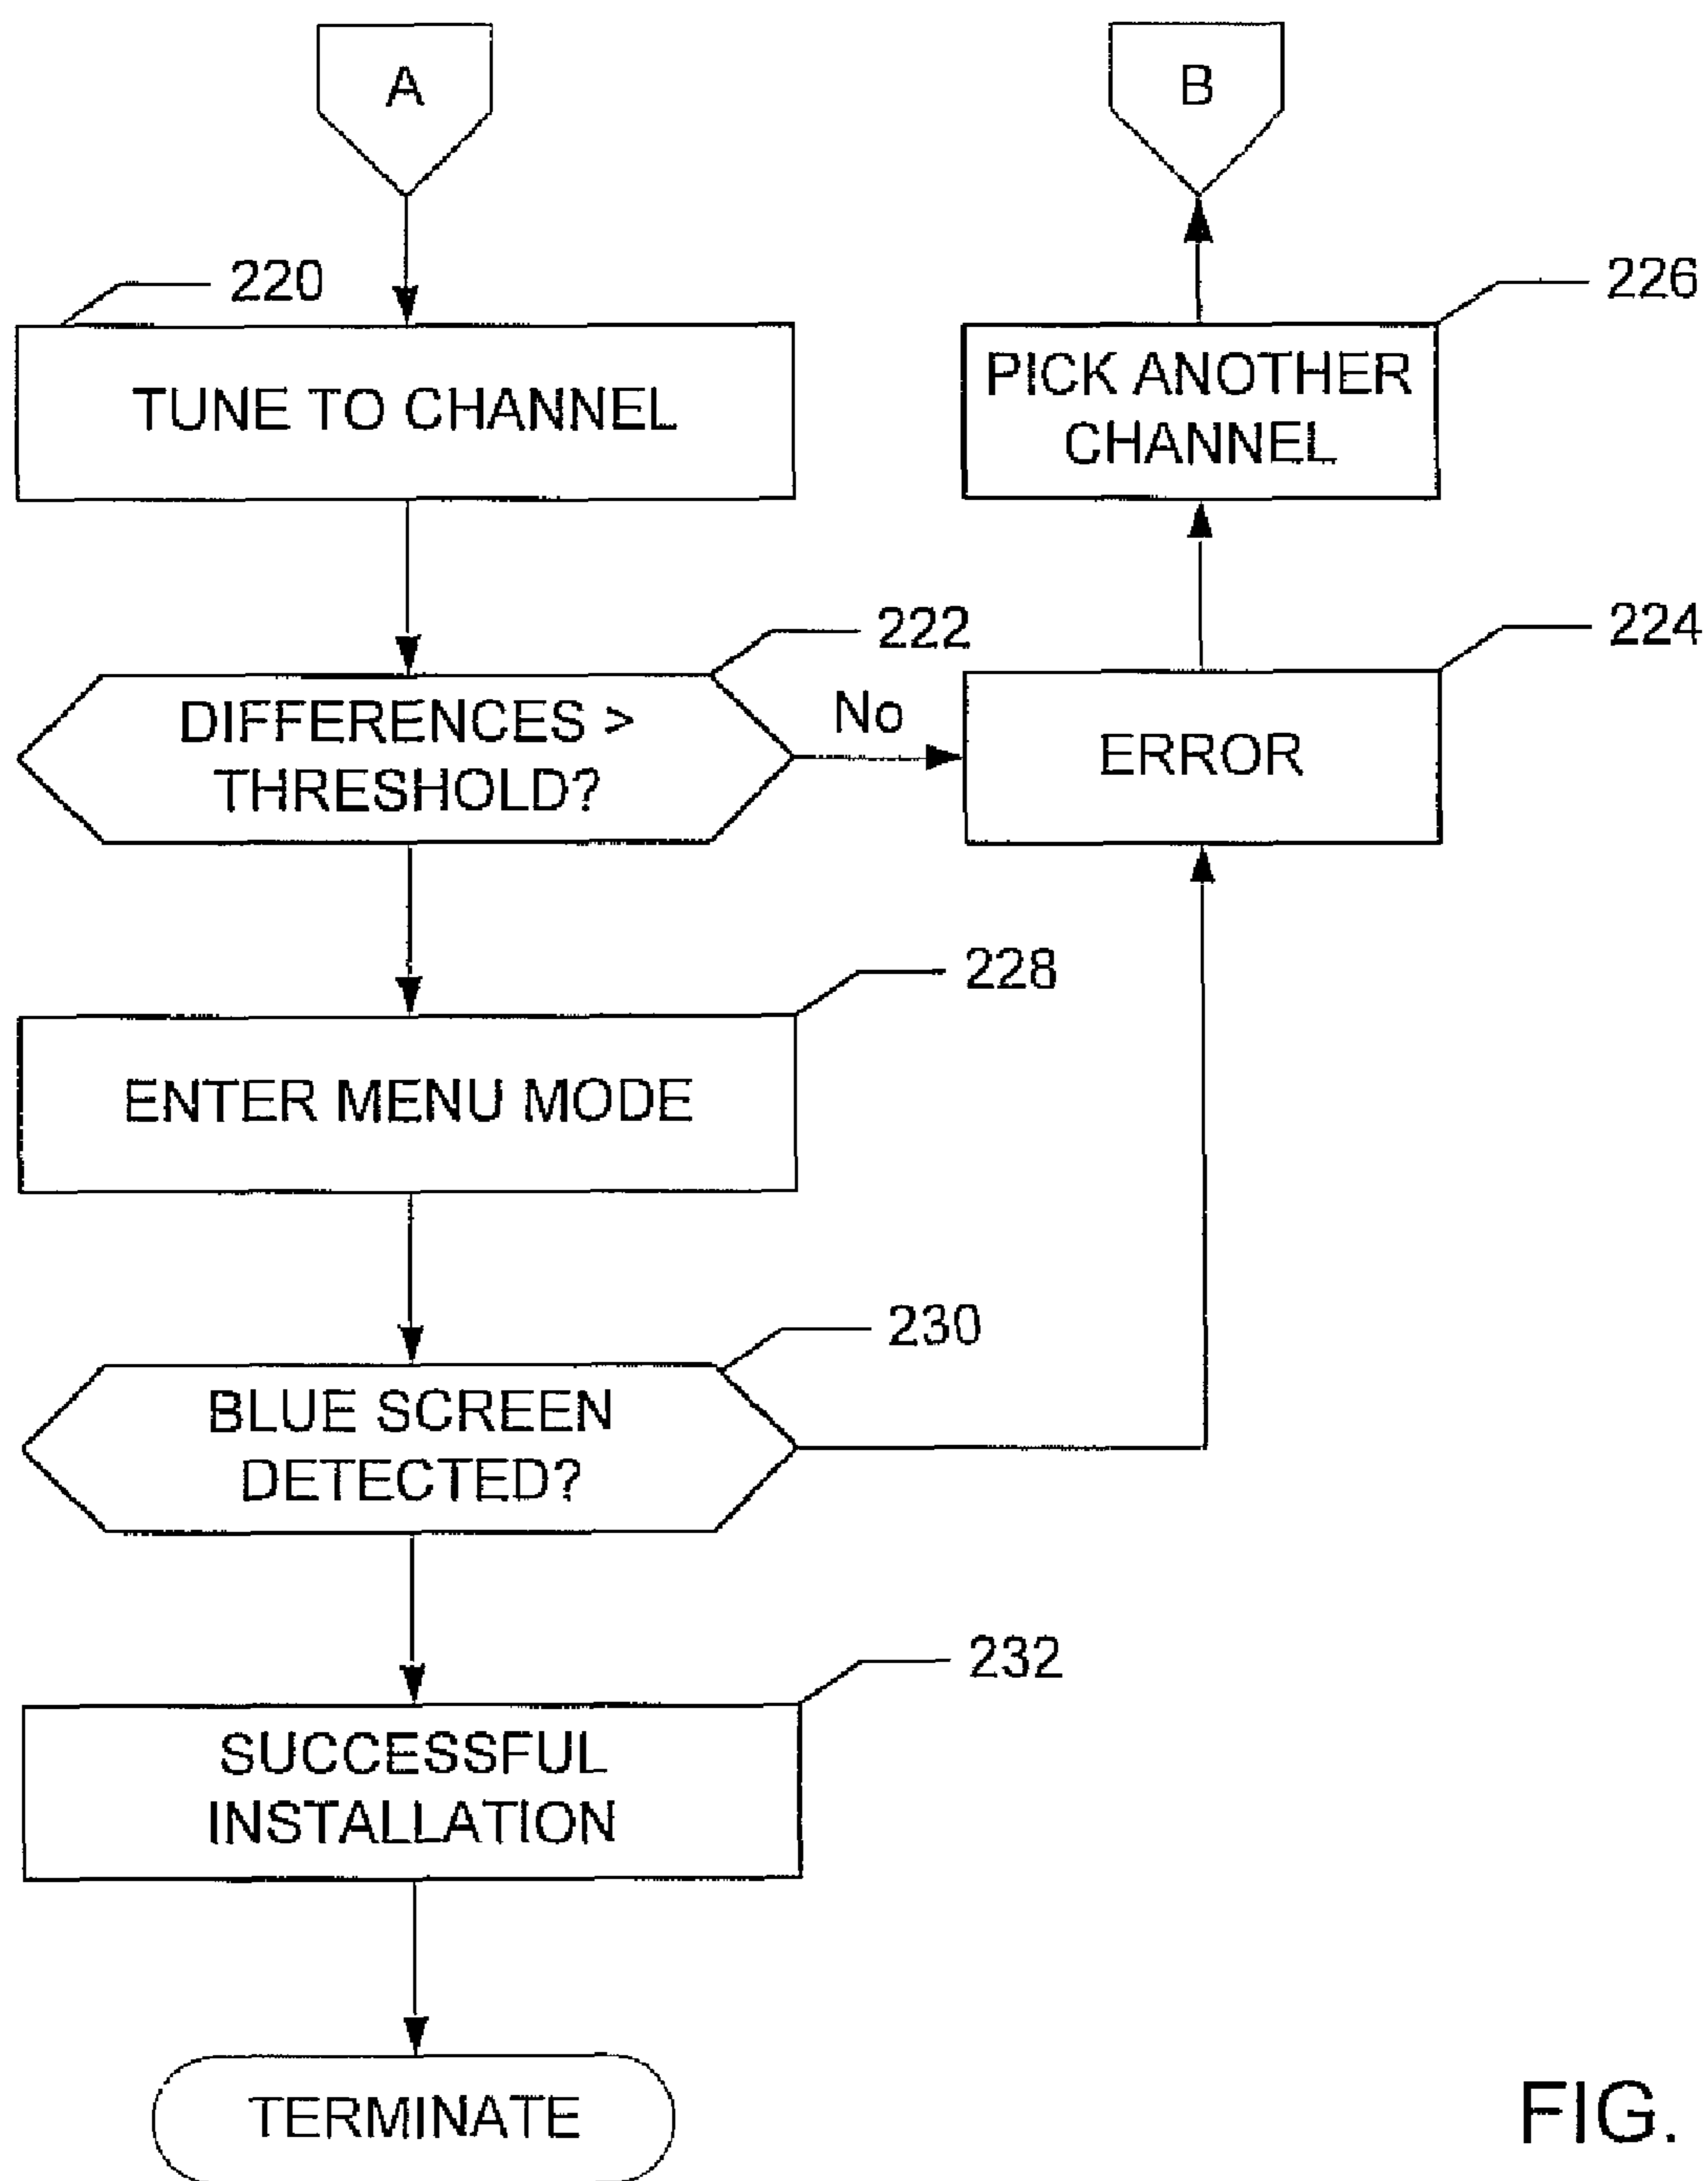 A
B
220
TUNE TO CHANNEL
226
PICK ANOTHER
CHANNEL
222
DIFFERENCES >
THRESHOLD?
No
224
ERROR
228
ENTER MENU MODE
230
BLUE SCREEN
DETECTED?
232
SUCCESSFUL
INSTALLATION
TERMINATE
FIG.